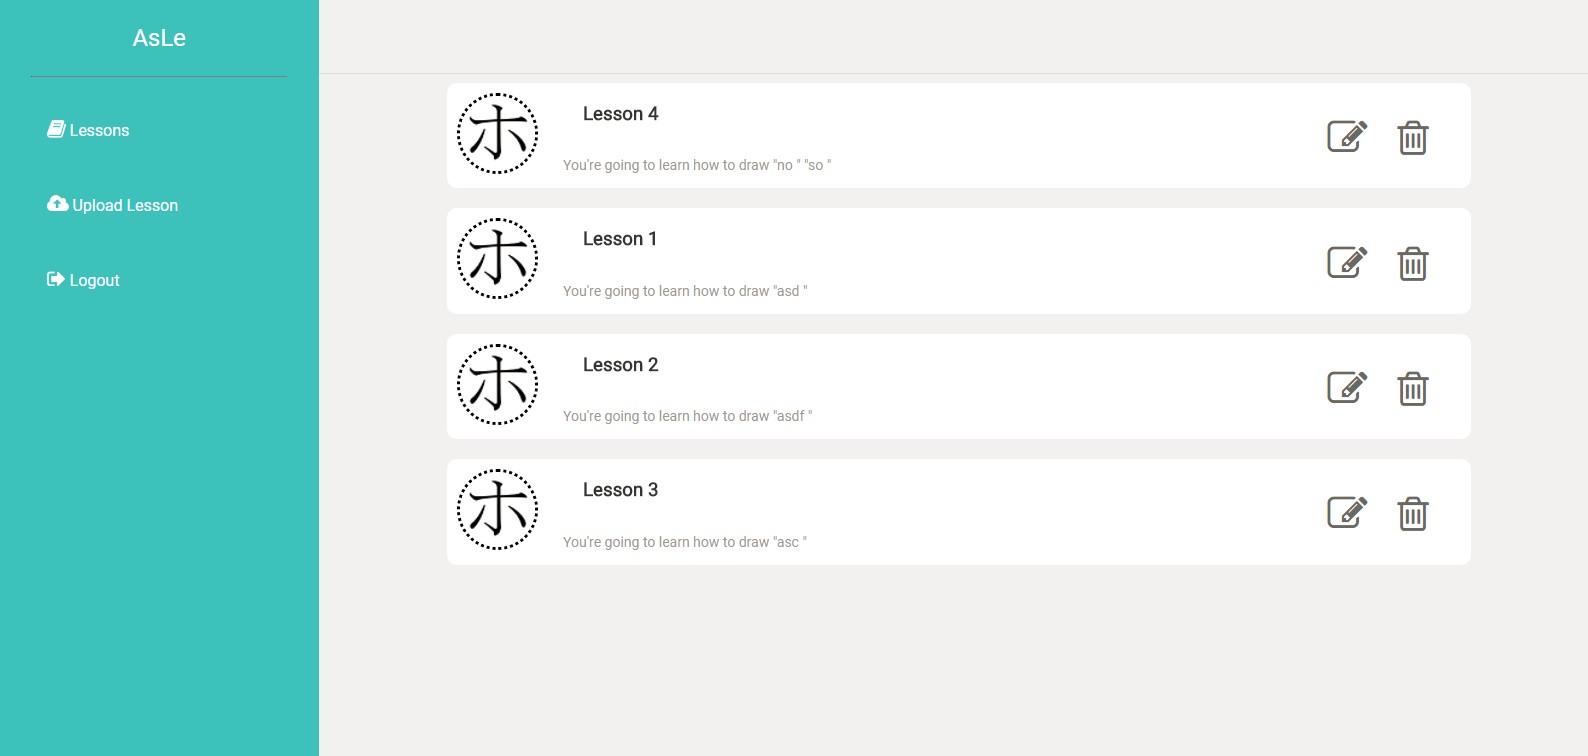 AsLe
Lessons
Upload Lesson
Logout
ホ
Lesson 4
You're going to learn how to draw "no " "so "
ホ
Lesson 1
You're going to learn how to draw "asd "
ホ
Lesson 2
You're going to learn how to draw "asdf "
ホ
Lesson 3
You're going to learn how to draw "asc "